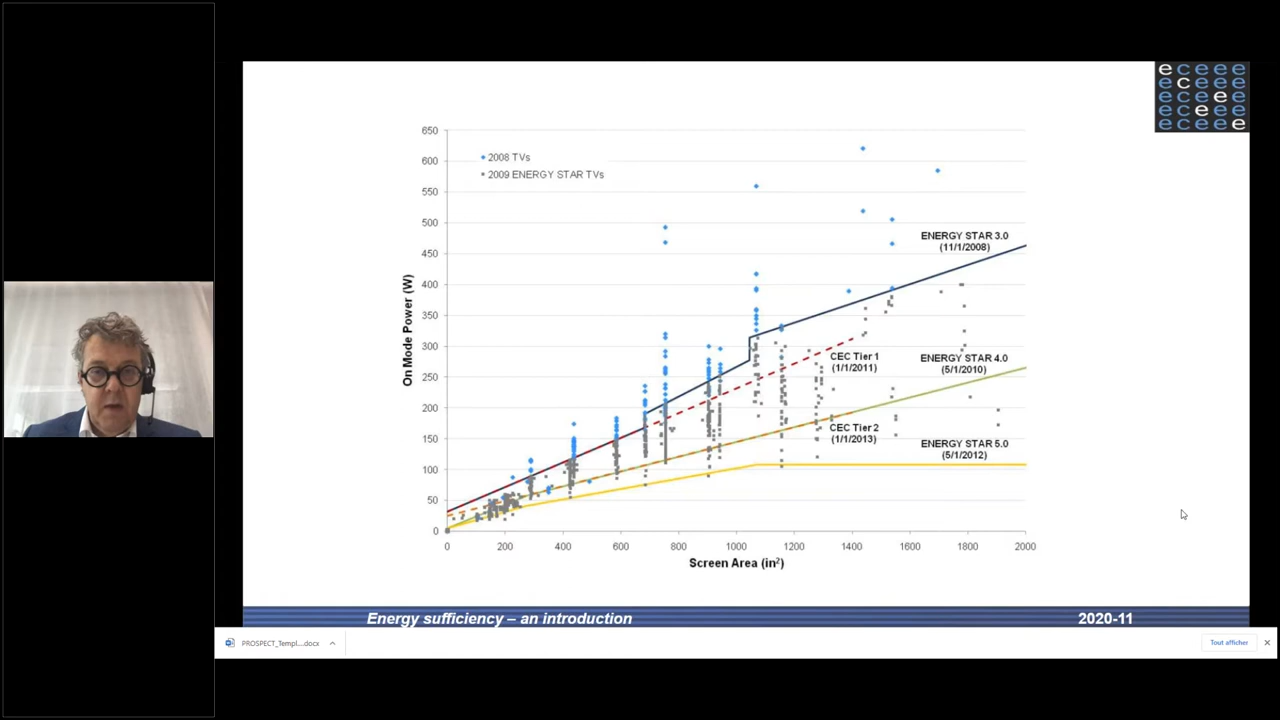 e c e e e
e c e e e
e c e e e
e c e e e
e c e e e
650
600
550
500
450
400
350
300
250
200
150
100
50
0
On Mode Power (W)
2008 TVs
2009 ENERGY STAR TVs
ENERGY STAR 3.0
(11/1/2008)
CEC Tier 1
(1/1/2011)
ENERGY STAR 4.0
(5/1/2010)
CEC Tier 2
(1/1/2013)
ENERGY STAR 5.0
(5/1/2012)
0 200 400 600 800 1000 1200 1400 1600 1800 2000
Screen Area (in²)
Energy sufficiency – an introduction 2020-11
PROSPECT_Templ....docx
Tout afficher